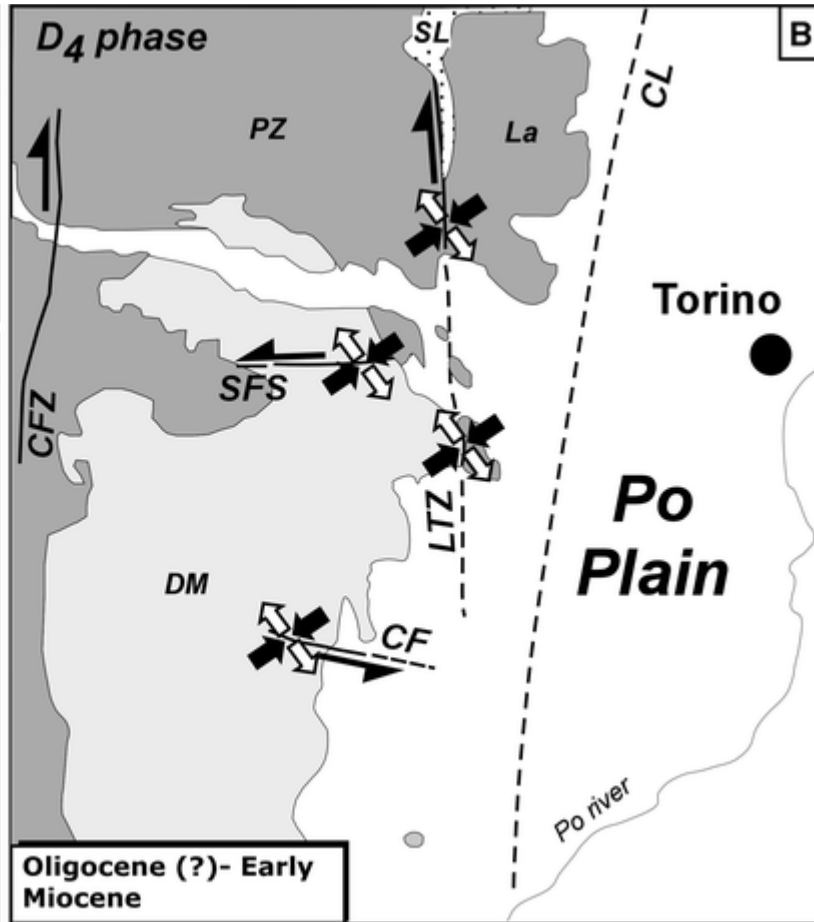 D4 phase
SL
B
CL
PZ
La
Torino
SFS
CFZ
LTZ
Po
Plain
DM
CF
Po river
Oligocene (?)- Early
Miocene